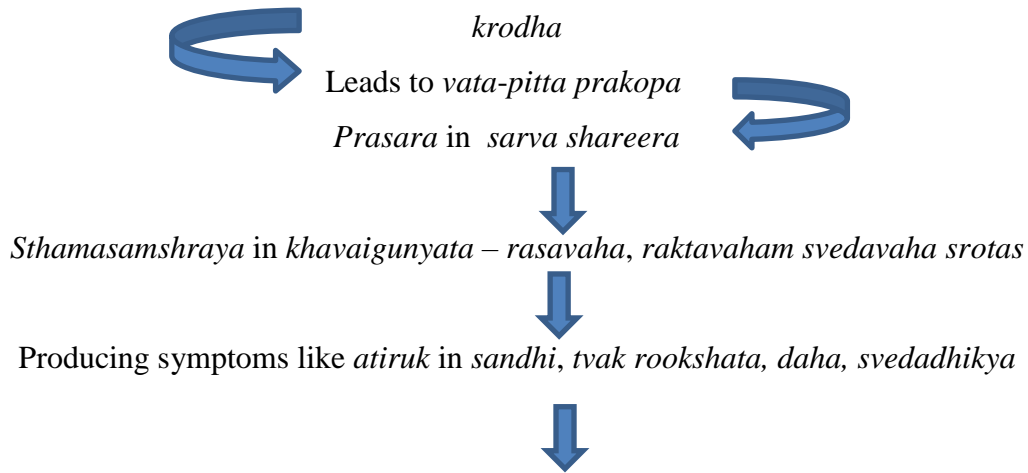 krodha
Leads to vata-pitta prakopa
Prasara in sarva shareera
Sthamasamshraya in khavaigunyata – rasavaha, raktavaham svedavaha srotas
Producing symptoms like atiruk in sandhi, tvak rookshata, daha, svedadhikya